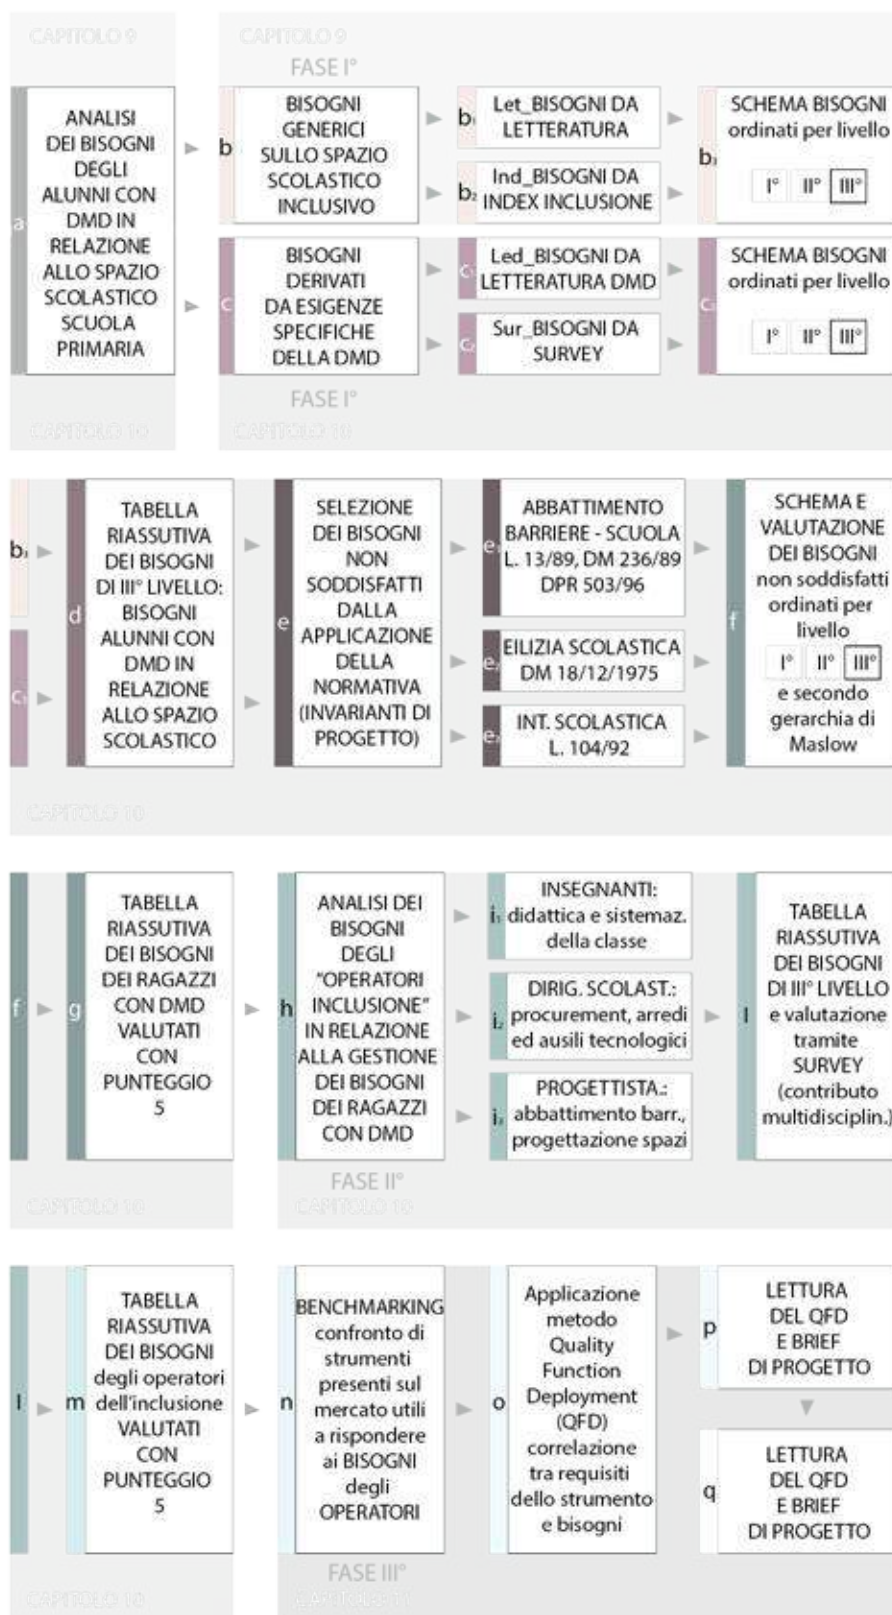 CAPITOLO 9
CAPITOLO 9
FASE I°
a
ANALISI
DEI BISOGNI
DEGLI
ALUNNI CON
DMD IN
RELAZIONE
ALLO SPAZIO
SCOLASTICO
SCUOLA
PRIMARIA
b
BISOGNI
GENERICI
SULLO SPAZIO
SCOLASTICO
INCLUSIVO
b₁
Let_BISOGNI DA
LETTERATURA
b₂
Ind_BISOGNI DA
INDEX INCLUSIONE
b₃
SCHEMA BISOGNI
ordinati per livello
I° II° III°
c
BISOGNI
DERIVATI
DA ESIGENZE
SPECIFICHE
DELLA DMD
c₁
Led_BISOGNI DA
LETTERATURA DMD
c₂
Sur_BISOGNI DA
SURVEY
c₃
SCHEMA BISOGNI
ordinati per livello
I° II° III°
FASE I°
CAPITOLO 10
CAPITOLO 10
b₃
c₃
d
TABELLA
RIASSUTIVA
DEI BISOGNI
DI III° LIVELLO:
BISOGNI
ALUNNI CON
DMD IN
RELAZIONE
ALLO SPAZIO
SCOLASTICO
e
SELEZIONE
DEI BISOGNI
NON
SODDISFATTI
DALLA
APPLICAZIONE
DELLA
NORMATIVA
(INVARIANTI DI
PROGETTO)
e₁
ABBATTIMENTO
BARRIERE - SCUOLA
L. 13/89, DM 236/89
DPR 503/96
e₂
EILIZIA SCOLASTICA
DM 18/12/1975
e₃
INT. SCOLASTICA
L. 104/92
f
SCHEMA E
VALUTAZIONE
DEI BISOGNI
non soddisfatti
ordinati per
livello
I° II° III°
e secondo
gerarchia di
Maslow
CAPITOLO 10
f
g
TABELLA
RIASSUTIVA
DEI BISOGNI
DEI RAGAZZI
CON DMD
VALUTATI
CON
PUNTEGGIO
5
h
ANALISI DEI
BISOGNI
DEGLI
"OPERATORI
INCLUSIONE"
IN RELAZIONE
ALLA GESTIONE
DEI BISOGNI
DEI RAGAZZI
CON DMD
i₁
INSEGNANTI:
didattica e sistemaz.
della classe
i₂
DIRIG. SCOLAST.:
procurement, arredi
ed ausili tecnologici
i₃
PROGETTISTA.:
abbattimento barr.,
progettazione spazi
l
TABELLA
RIASSUTIVA
DEI BISOGNI
DI III° LIVELLO
e valutazione
tramite
SURVEY
(contributo
multidisciplin.)
FASE II°
CAPITOLO 10
CAPITOLO 10
l
m
TABELLA
RIASSUTIVA
DEI BISOGNI
degli operatori
dell'inclusione
VALUTATI
CON
PUNTEGGIO
5
n
BENCHMARKING
confronto di
strumenti
presenti sul
mercato utili
a rispondere
ai BISOGNI
degli
OPERATORI
o
Applicazione
metodo
Quality
Function
Deployment
(QFD)
correlazione
tra requisiti
dello strumento
e bisogni
p
LETTURA
DEL QFD
E BRIEF
DI PROGETTO
q
LETTURA
DEL QFD
E BRIEF
DI PROGETTO
FASE III°
CAPITOLO 10